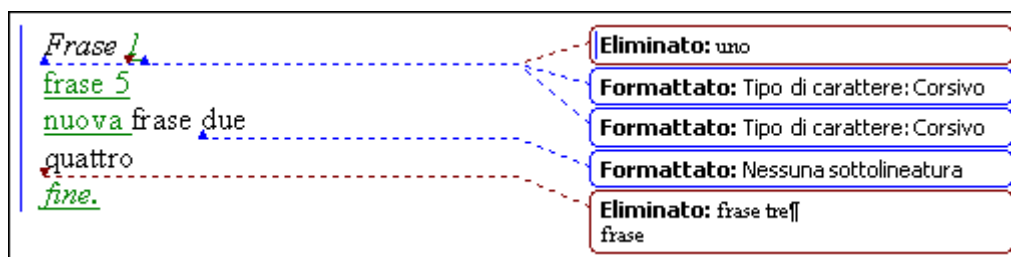 Frase 1
frase 5
nuova frase due
quattro
fine.
Eliminato: uno
Formattato: Tipo di carattere: Corsivo
Formattato: Tipo di carattere: Corsivo
Formattato: Nessuna sottolineatura
Eliminato: frase tre¶
frase